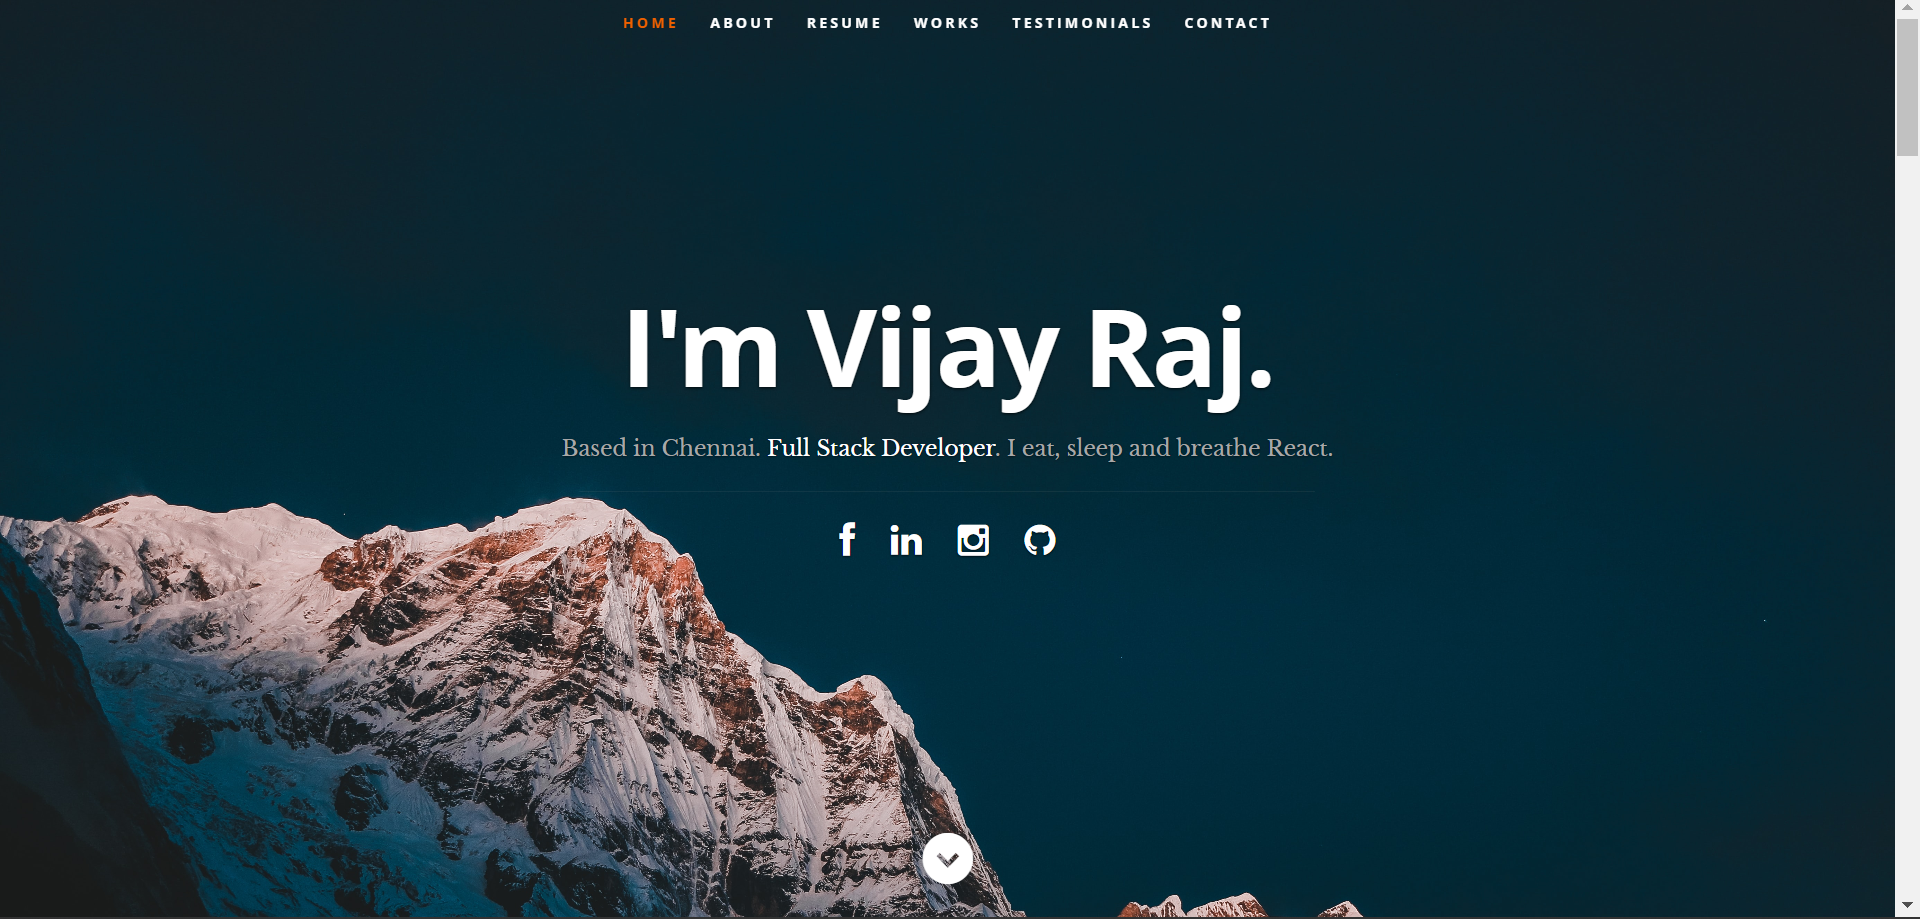 HOME ABOUT RESUME WORKS TESTIMONIALS CONTACT
I'm Vijay Raj.
Based in Chennai. Full Stack Developer. I eat, sleep and breathe React.